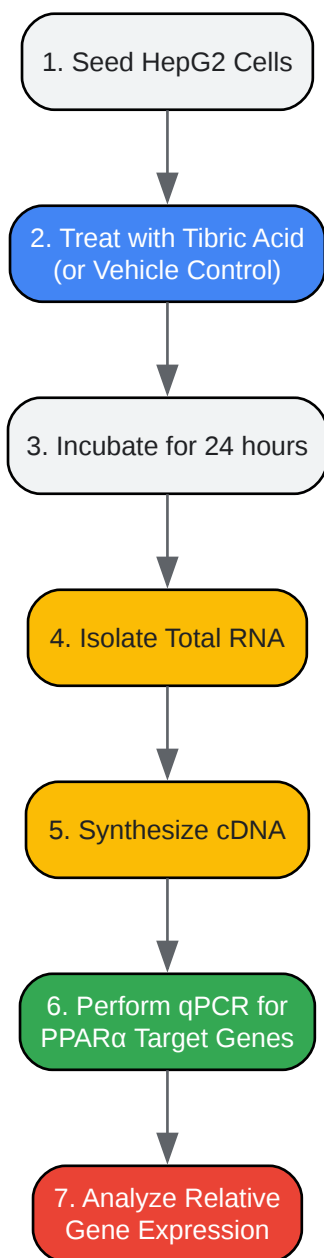 1. Seed HepG2 Cells
2. Treat with Tibric Acid
(or Vehicle Control)
3. Incubate for 24 hours
4. Isolate Total RNA
5. Synthesize cDNA
6. Perform qPCR for
PPARα Target Genes
7. Analyze Relative
Gene Expression